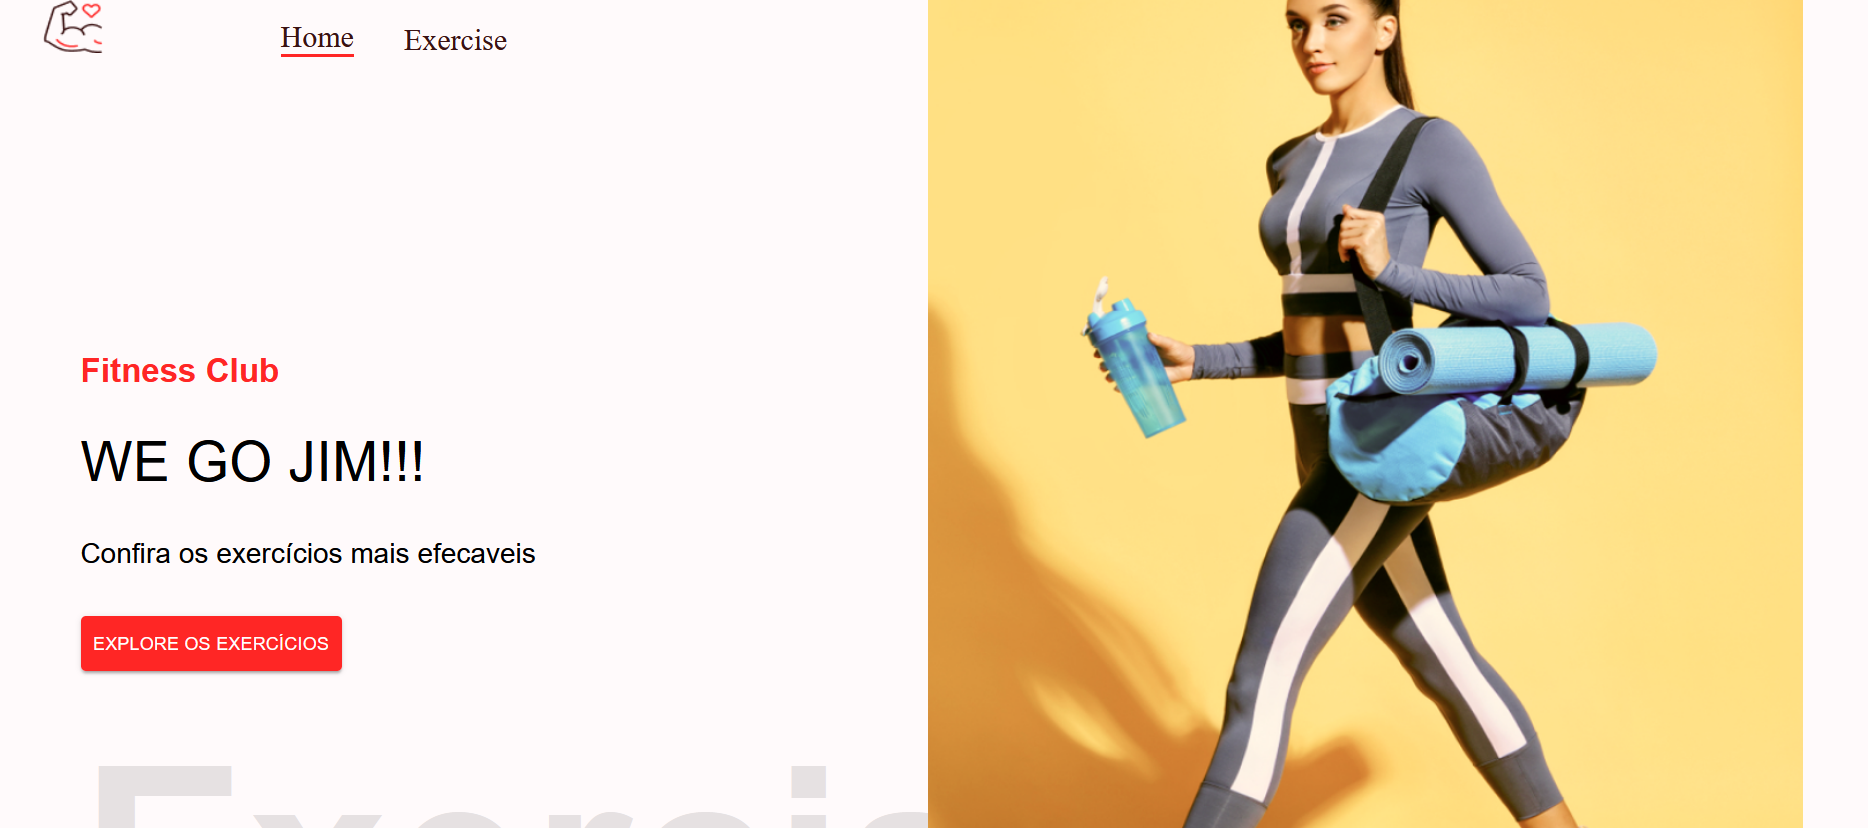 Home Exercise
Fitness Club
WE GO JIM!!!
Confira os exercícios mais efecaveis
EXPLORE OS EXERCÍCIOS
Exercis